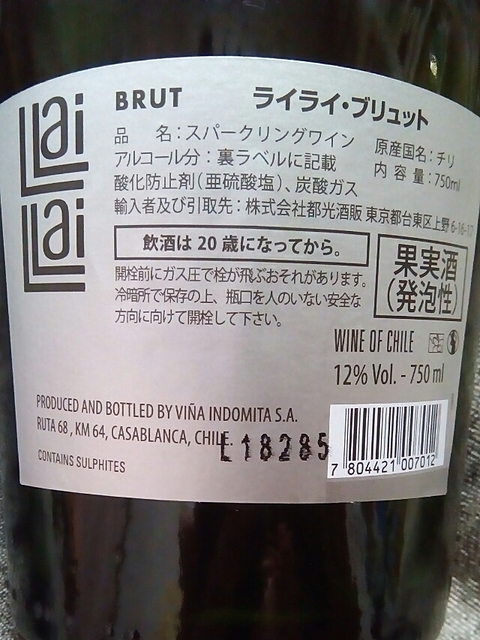 Llai
Llai
BRUT ライライ・ブリュット
品 名：スパークリングワイン 原産国名：チリ
アルコール分：裏ラベルに記載 内 容 量：750ml
酸化防止剤（亜硫酸塩）、炭酸ガス
輸入者及び引取先：株式会社都光酒販 東京都台東区上野 6-16-17
飲酒は 20 歳になってから。
果実酒
（発泡性）
開栓前にガス圧で栓が飛ぶおそれがあります。
冷暗所で保存の上、瓶口を人のいない安全な
方向に向けて開栓して下さい。
WINE OF CHILE
12% Vol. - 750 ml
PRODUCED AND BOTTLED BY VIÑA INDOMITA S.A.
RUTA 68 , KM 64, CASABLANCA, CHILE.
L18285
CONTAINS SULPHITES
7 804421 007012